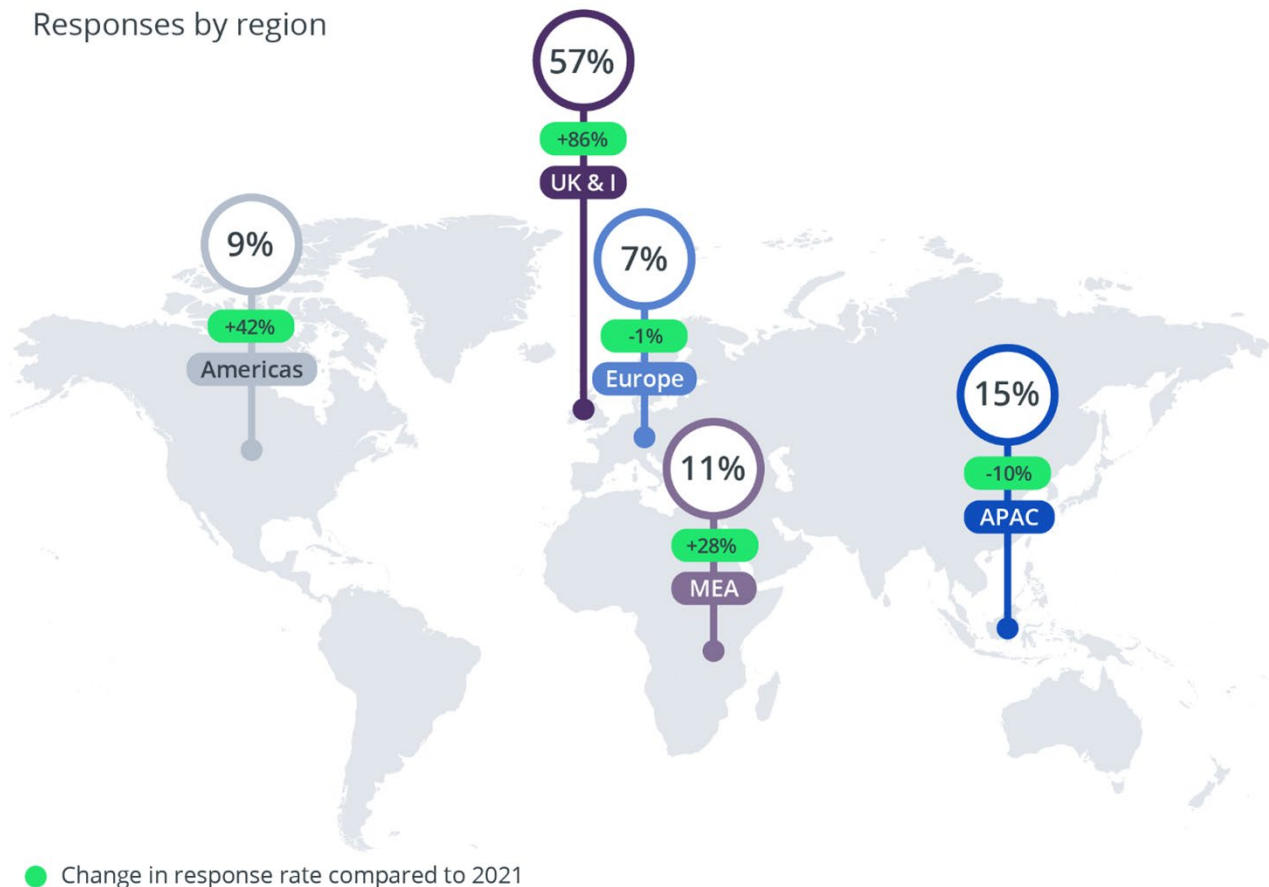 Responses by region
57%
+86%
UK & I
9%
+42%
Americas
7%
-1%
Europe
11%
+28%
MEA
15%
-10%
APAC
Change in response rate compared to 2021